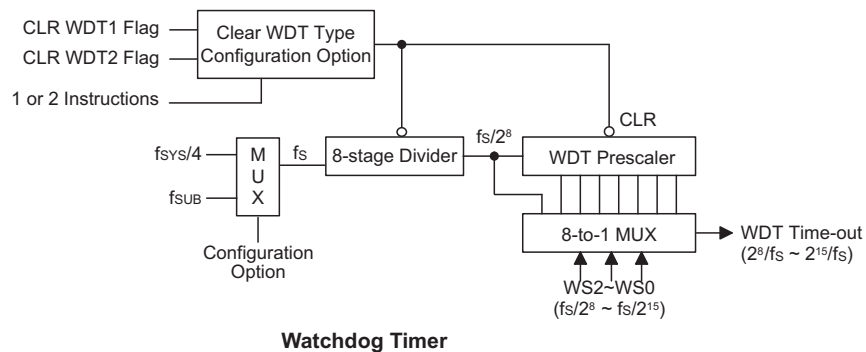 CLR WDT1 Flag
CLR WDT2 Flag
Clear WDT Type
Configuration Option
1 or 2 Instructions
CLR
fSYS/4
fSUB
M
U
X
fS
8-stage Divider
fS/2⁸
WDT Prescaler
Configuration
Option
8-to-1 MUX
WDT Time-out
(2⁸/fS ~ 2¹⁵/fS)
WS2~WS0
(fS/2⁸ ~ fS/2¹⁵)
Watchdog Timer